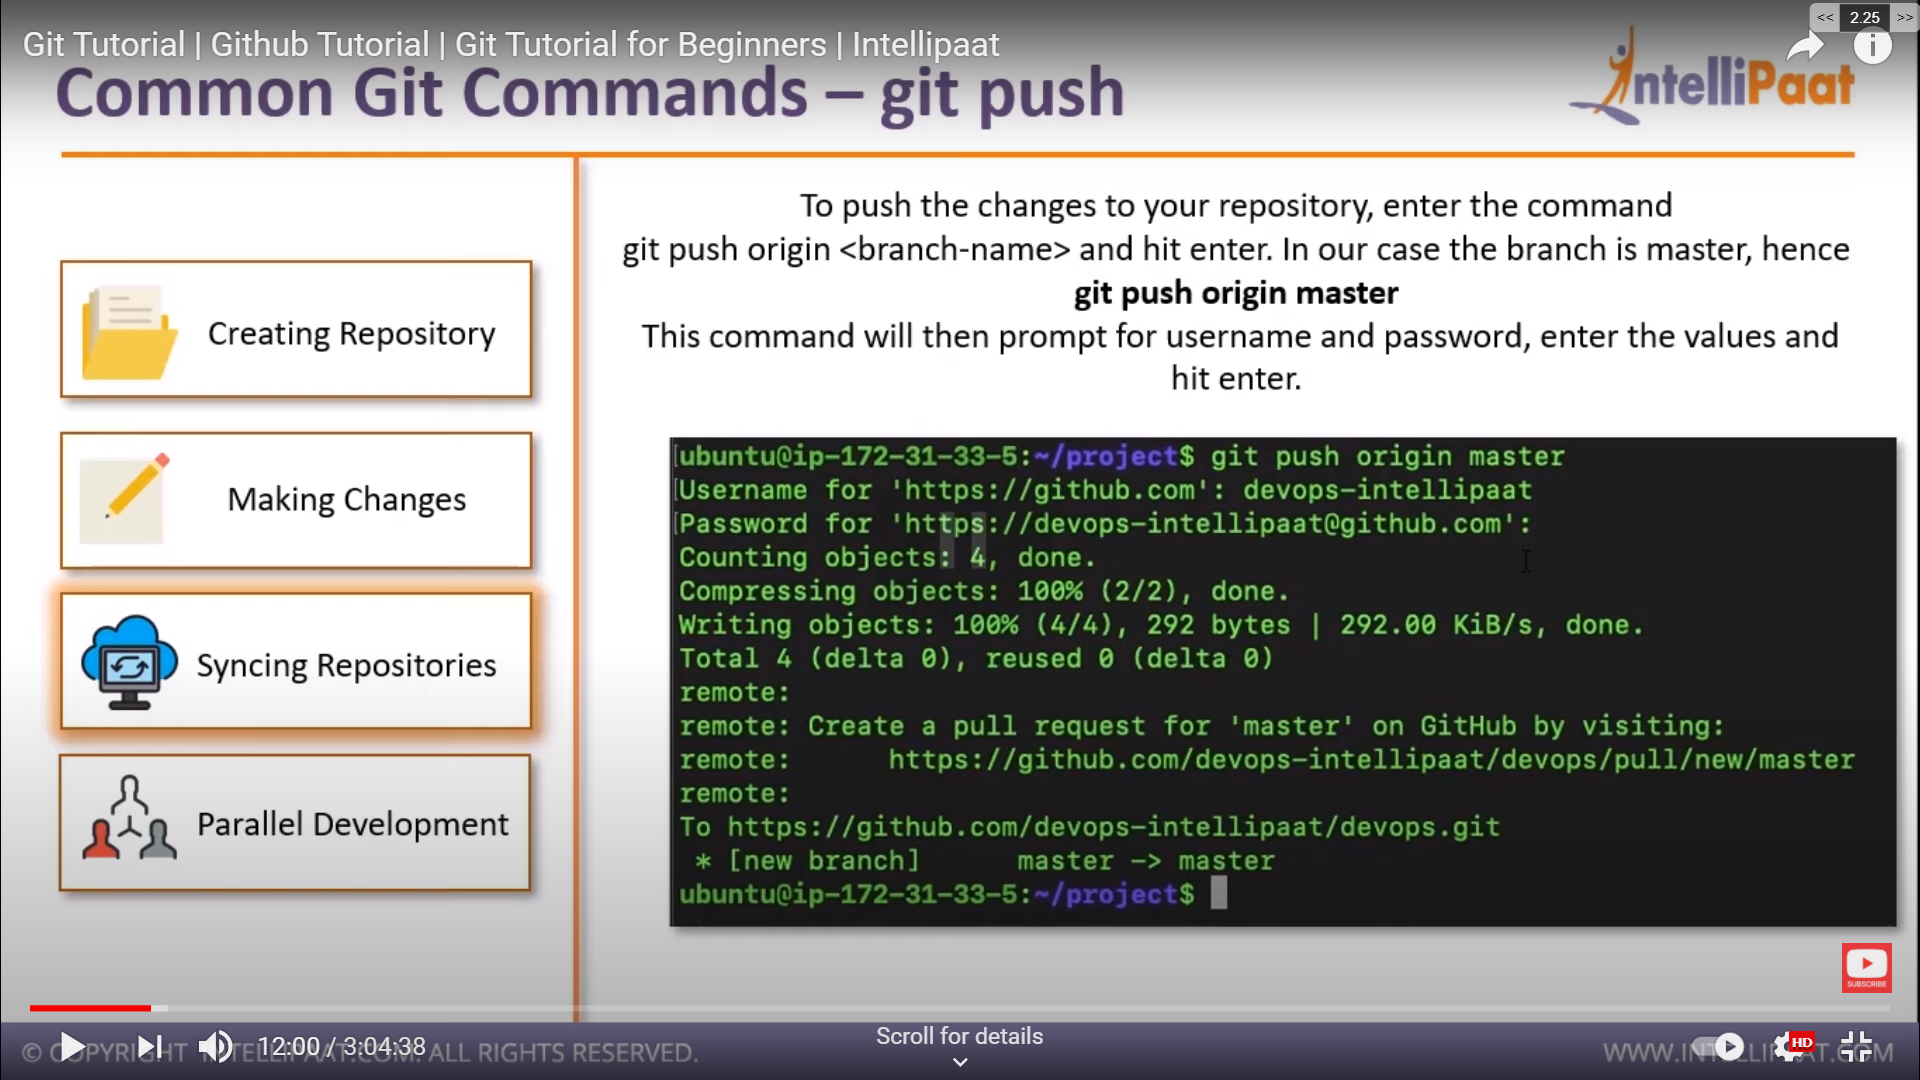 << 2.25 >>
Git Tutorial | Github Tutorial | Git Tutorial for Beginners | Intellipaat
Common Git Commands – git push
IntelliPaat
To push the changes to your repository, enter the command
git push origin <branch-name> and hit enter. In our case the branch is master, hence
git push origin master
This command will then prompt for username and password, enter the values and
hit enter.
Creating Repository
Making Changes
Syncing Repositories
Parallel Development
ubuntu@ip-172-31-33-5:~/project$ git push origin master
Username for 'https://github.com': devops-intellipaat
Password for 'https://devops-intellipaat@github.com':
Counting objects: 4, done.
Compressing objects: 100% (2/2), done.
Writing objects: 100% (4/4), 292 bytes | 292.00 KiB/s, done.
Total 4 (delta 0), reused 0 (delta 0)
remote:
remote: Create a pull request for 'master' on GitHub by visiting:
remote:      https://github.com/devops-intellipaat/devops/pull/new/master
remote:
To https://github.com/devops-intellipaat/devops.git
 * [new branch]      master -> master
ubuntu@ip-172-31-33-5:~/project$
SUBSCRIBE
Scroll for details
12:00 / 3:04:38
HD
© COPYRIGHT INTELLIPAAT.COM. ALL RIGHTS RESERVED.
WWW.INTELLIPAAT.COM